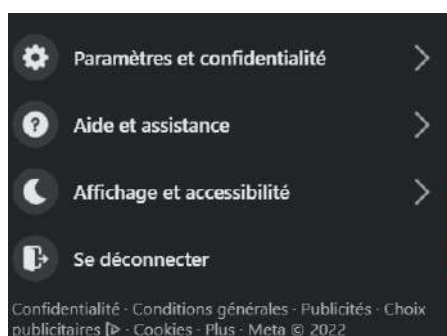 Paramètres et confidentialité
Aide et assistance
Affichage et accessibilité
Se déconnecter
Confidentialité · Conditions générales · Publicités · Choix
publicitaires · Cookies · Plus · Meta © 2022